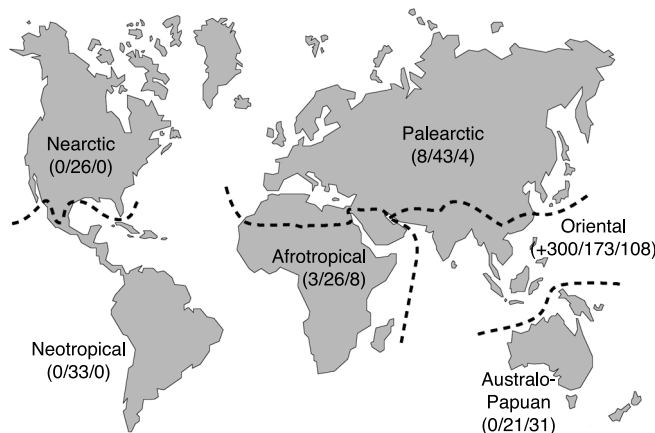 Nearctic
(0/26/0)
Palearctic
(8/43/4)
Oriental
(+300/173/108)
Afrotropical
(3/26/8)
Neotropical
(0/33/0)
Australo-
Papuan
(0/21/31)